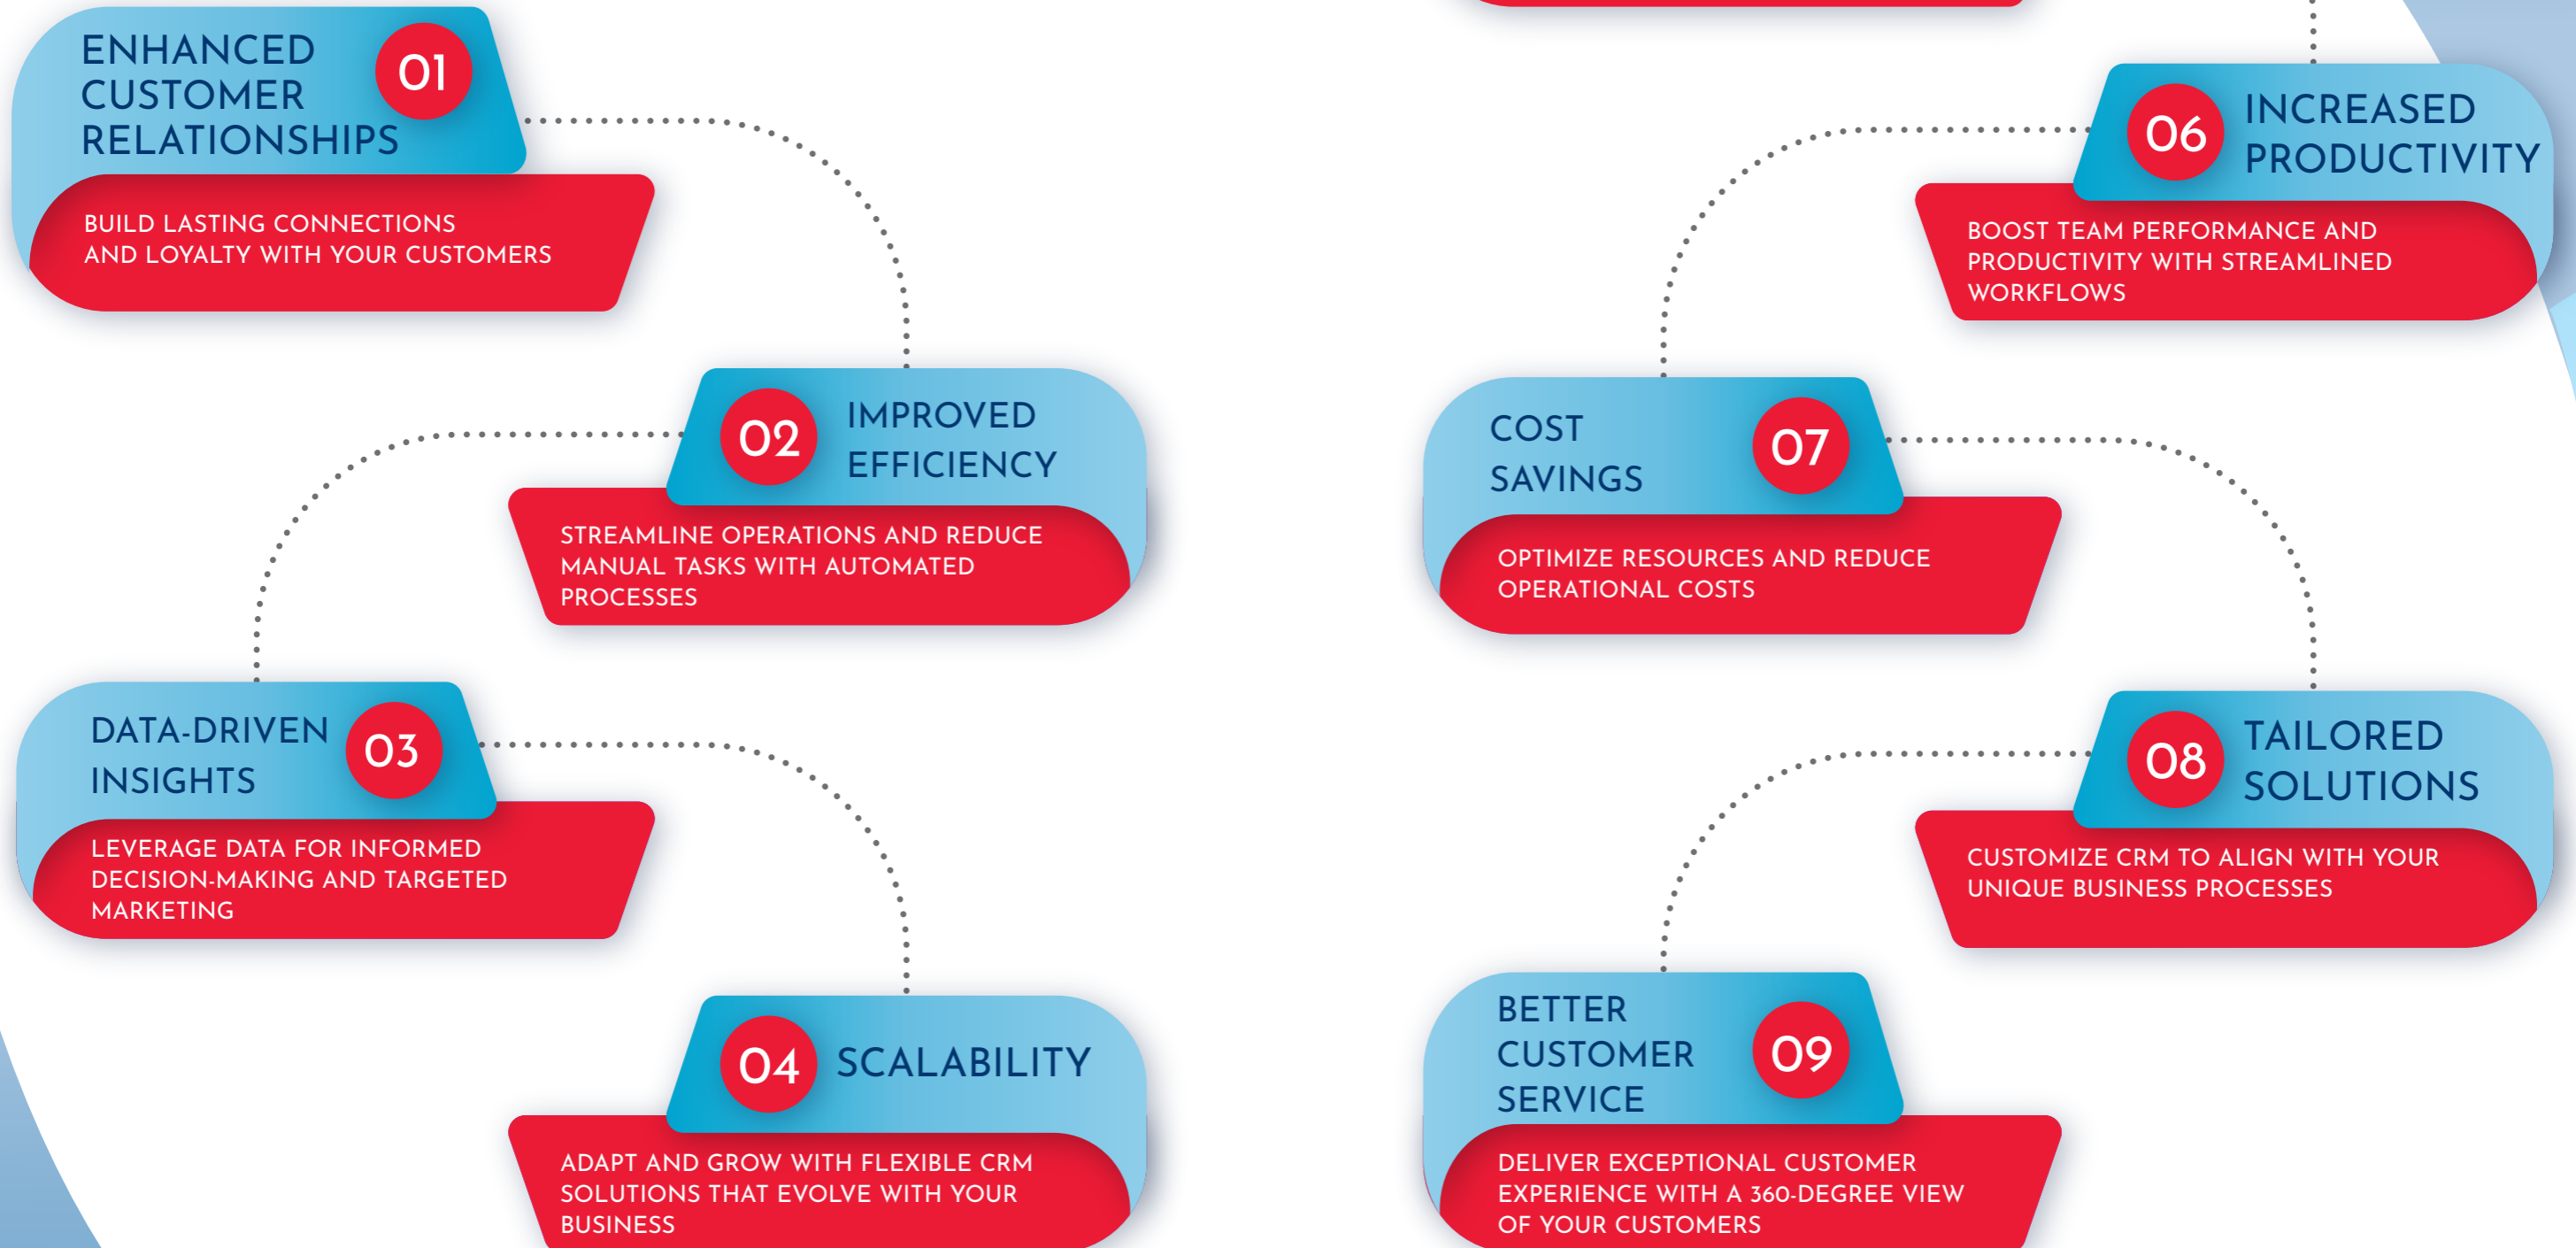 ENHANCED
CUSTOMER
RELATIONSHIPS
01
BUILD LASTING CONNECTIONS
AND LOYALTY WITH YOUR CUSTOMERS
02
IMPROVED
EFFICIENCY
STREAMLINE OPERATIONS AND REDUCE
MANUAL TASKS WITH AUTOMATED
PROCESSES
DATA-DRIVEN
INSIGHTS
03
LEVERAGE DATA FOR INFORMED
DECISION-MAKING AND TARGETED
MARKETING
04
SCALABILITY
ADAPT AND GROW WITH FLEXIBLE CRM
SOLUTIONS THAT EVOLVE WITH YOUR
BUSINESS
06
INCREASED
PRODUCTIVITY
BOOST TEAM PERFORMANCE AND
PRODUCTIVITY WITH STREAMLINED
WORKFLOWS
COST
SAVINGS
07
OPTIMIZE RESOURCES AND REDUCE
OPERATIONAL COSTS
08
TAILORED
SOLUTIONS
CUSTOMIZE CRM TO ALIGN WITH YOUR
UNIQUE BUSINESS PROCESSES
BETTER
CUSTOMER
SERVICE
09
DELIVER EXCEPTIONAL CUSTOMER
EXPERIENCE WITH A 360-DEGREE VIEW
OF YOUR CUSTOMERS